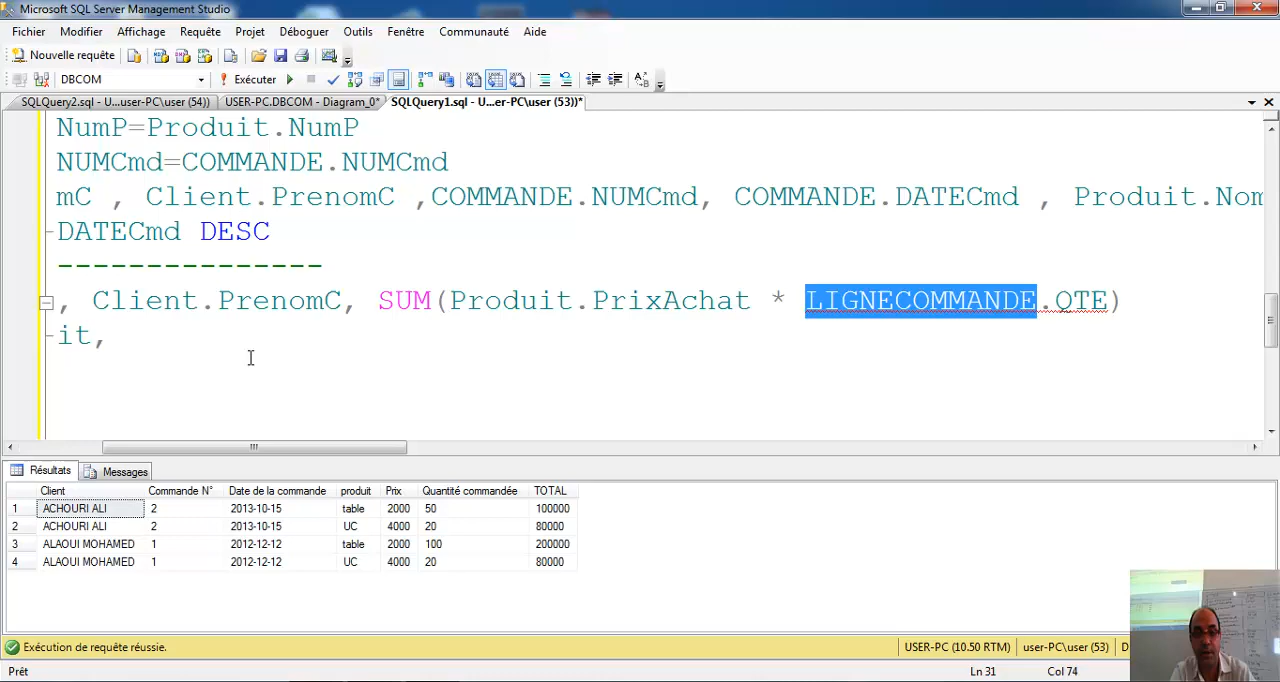 Microsoft SQL Server Management Studio
Fichier Modifier Affichage Requête Projet Déboguer Outils Fenêtre Communauté Aide
Nouvelle requête
DBCOM Exécuter
SQLQuery2.sql - U...user-PC\user (54)) USER-PC.DBCOM - Diagram_0* SQLQuery1.sql - U...er-PC\user (53))*
NumP=Produit.NumP
NUMCmd=COMMANDE.NUMCmd
mC , Client.PrenomC ,COMMANDE.NUMCmd, COMMANDE.DATECmd , Produit.Nom
DATECmd DESC
---------------
, Client.PrenomC, SUM(Produit.PrixAchat * LIGNECOMMANDE.QTE)
it,
Résultats Messages
Client Commande N° Date de la commande produit Prix Quantité commandée TOTAL
1 ACHOURI ALI 2 2013-10-15 table 2000 50 100000
2 ACHOURI ALI 2 2013-10-15 UC 4000 20 80000
3 ALAOUI MOHAMED 1 2012-12-12 table 2000 100 200000
4 ALAOUI MOHAMED 1 2012-12-12 UC 4000 20 80000
Exécution de requête réussie. USER-PC (10.50 RTM) user-PC\user (53) D
Prêt Ln 31 Col 74